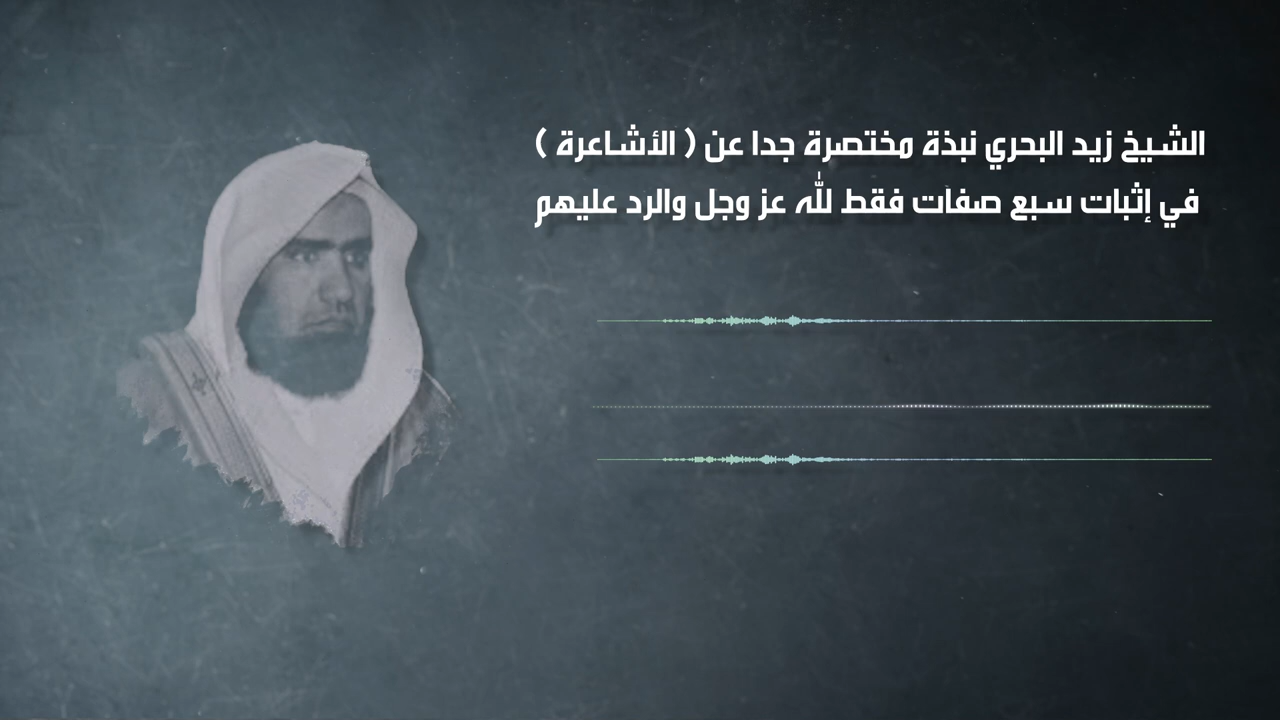 الشيخ زيد البحري نبذة مختصرة جدا عن ( الأشاعرة )
في إثبات سبع صفات فقط لله عز وجل والرد عليهم